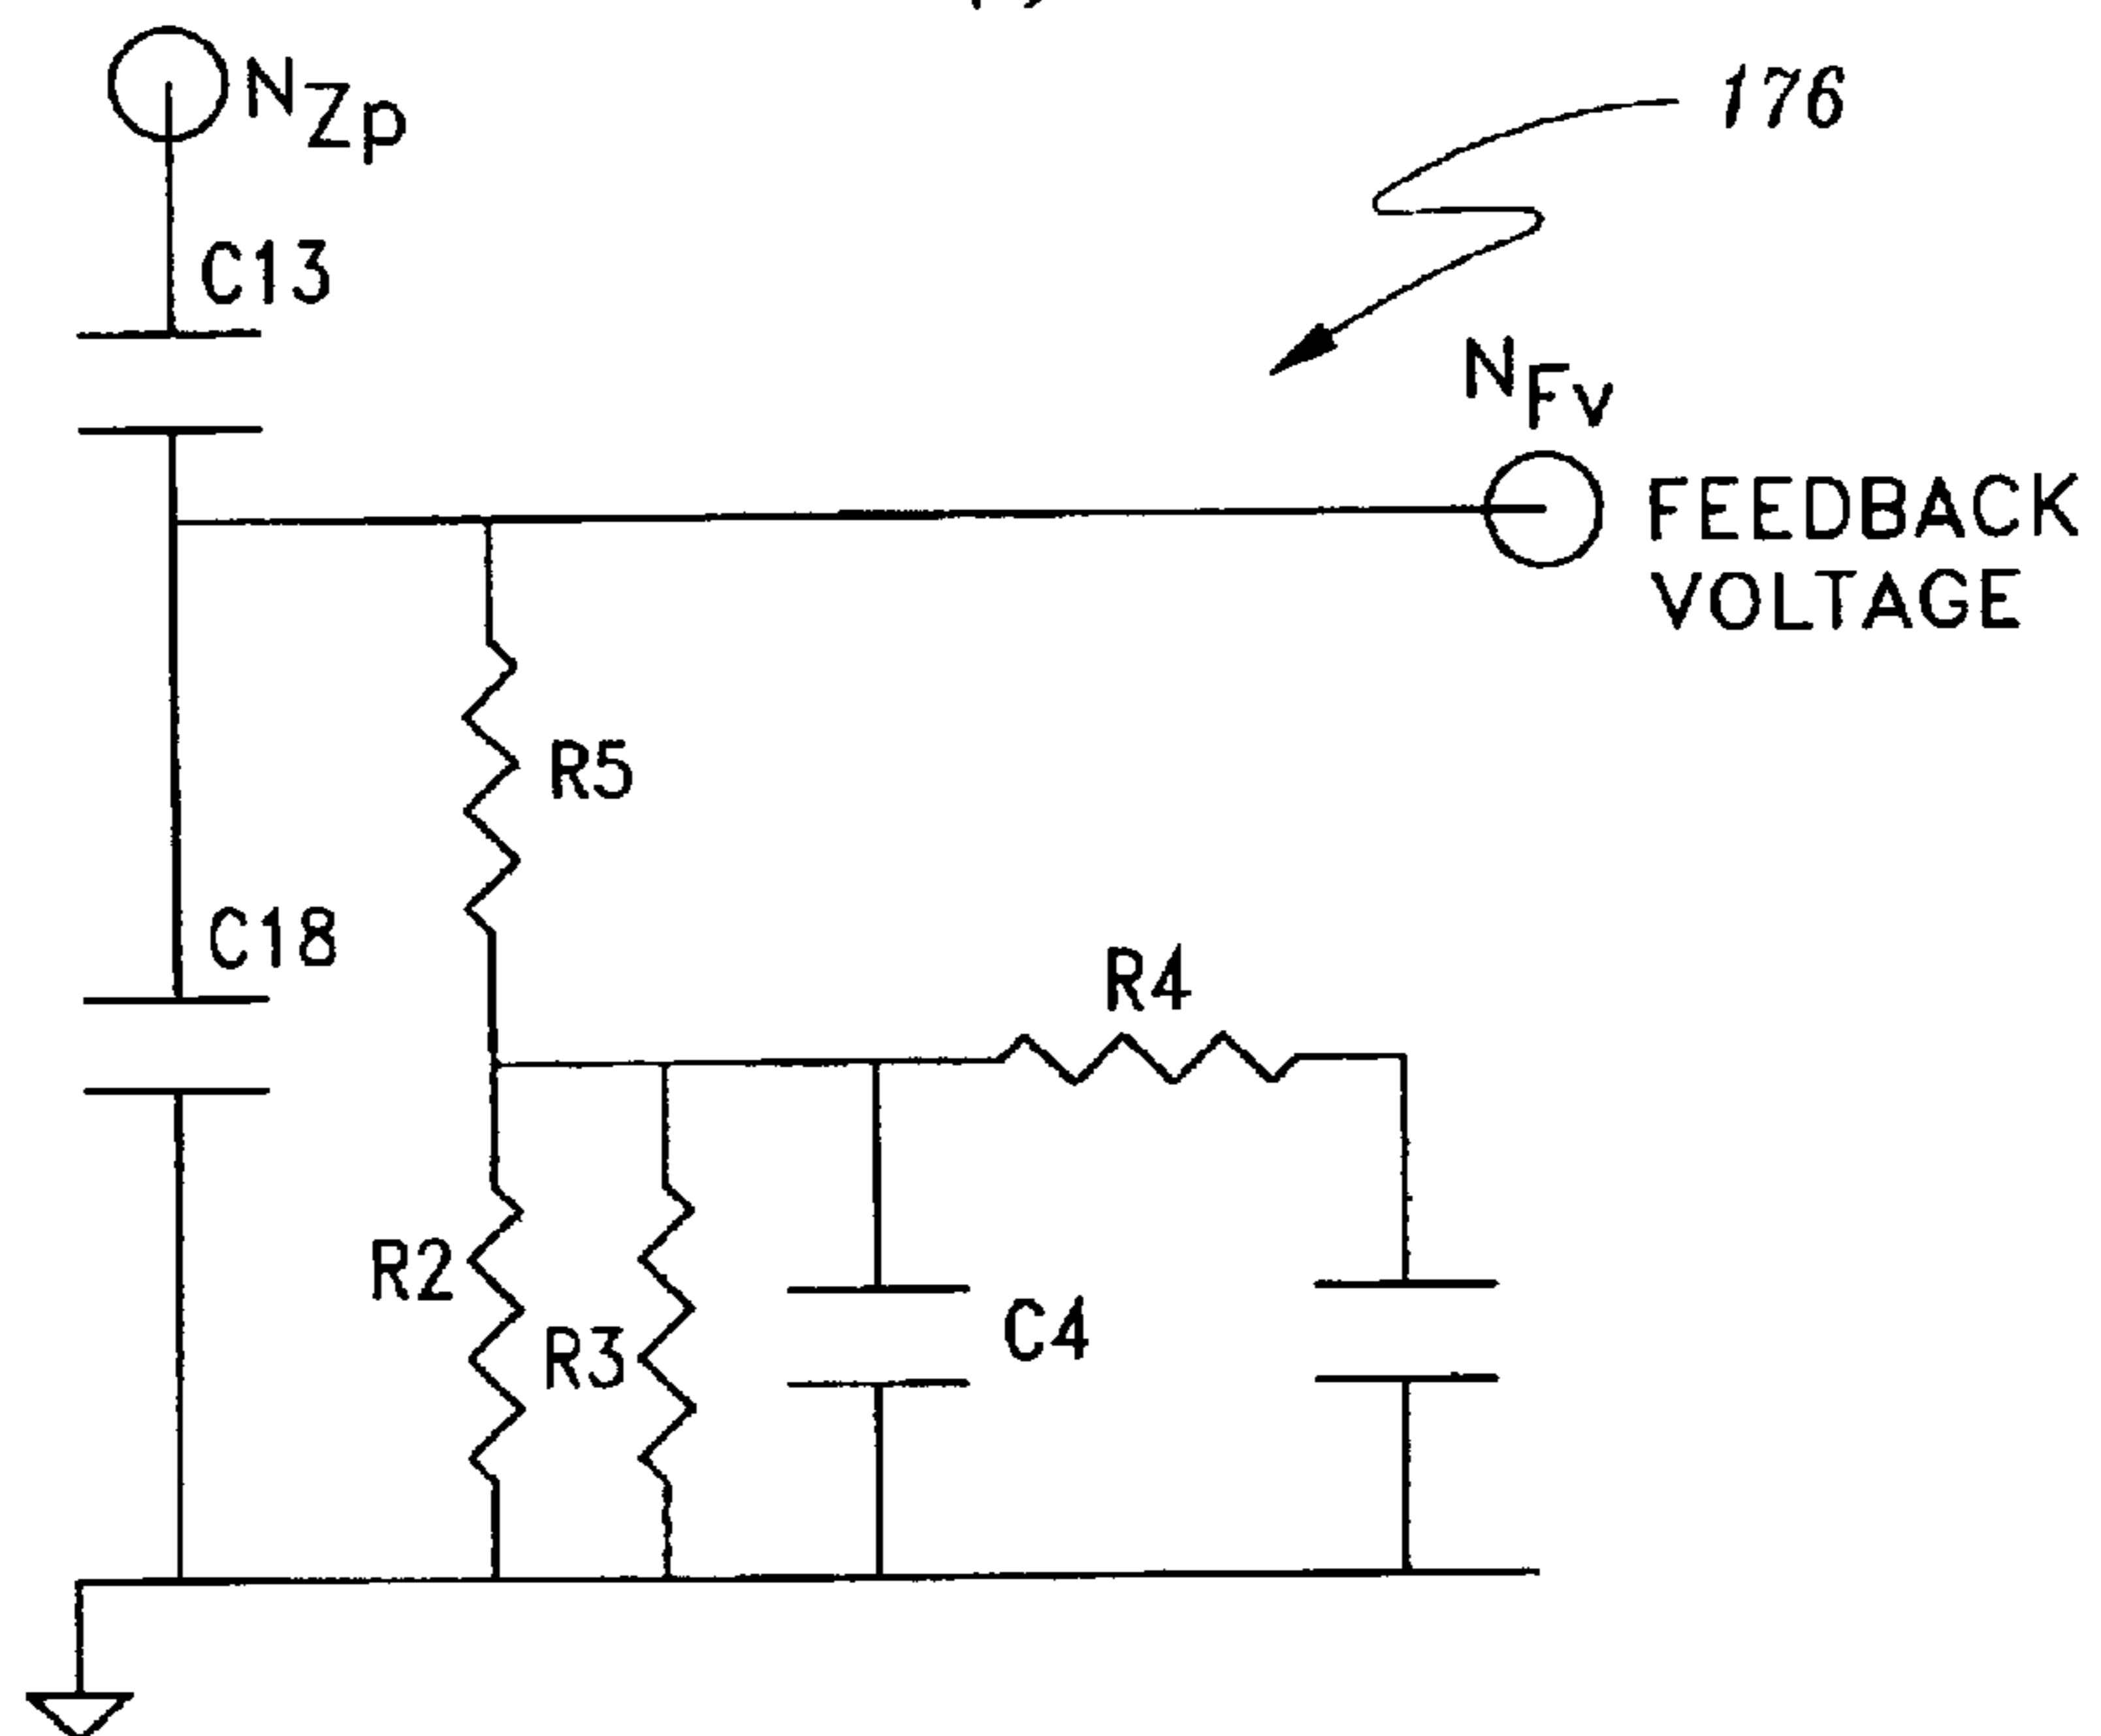 N_Zp
176
C13
N_Fv
FEEDBACK
VOLTAGE
R5
C18
R4
R2
R3
C4